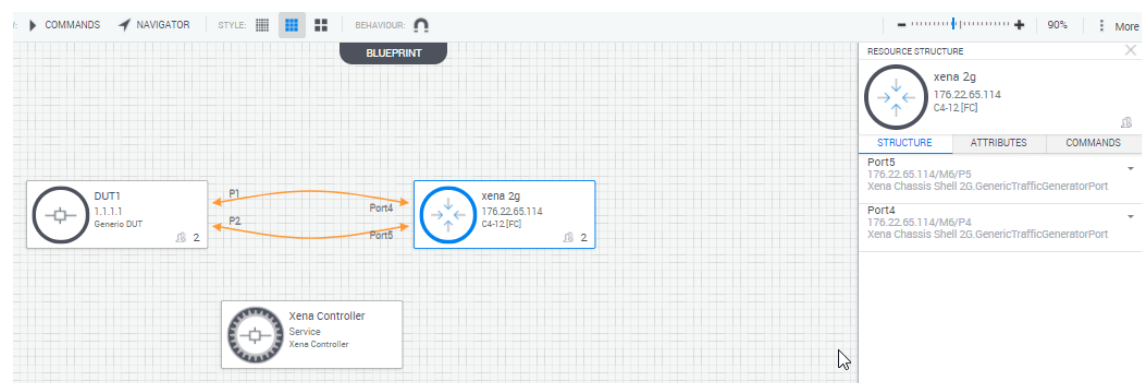 COMMANDS NAVIGATOR STYLE: BEHAVIOUR: 90% More
BLUEPRINT
RESOURCE STRUCTURE
xena 2g
176.22.65.114
C4-12 [FC]
STRUCTURE ATTRIBUTES COMMANDS
Port5
176.22.65.114/M6/P5
Xena Chassis Shell 2G.GenericTrafficGeneratorPort
Port4
176.22.65.114/M6/P4
Xena Chassis Shell 2G.GenericTrafficGeneratorPort
DUT1
1.1.1.1
Generio DUT
2
P1
P2
Port4
Port5
xena 2g
176.22.65.114
C4-12 [FC]
2
Xena Controller
Service
Xena Controller